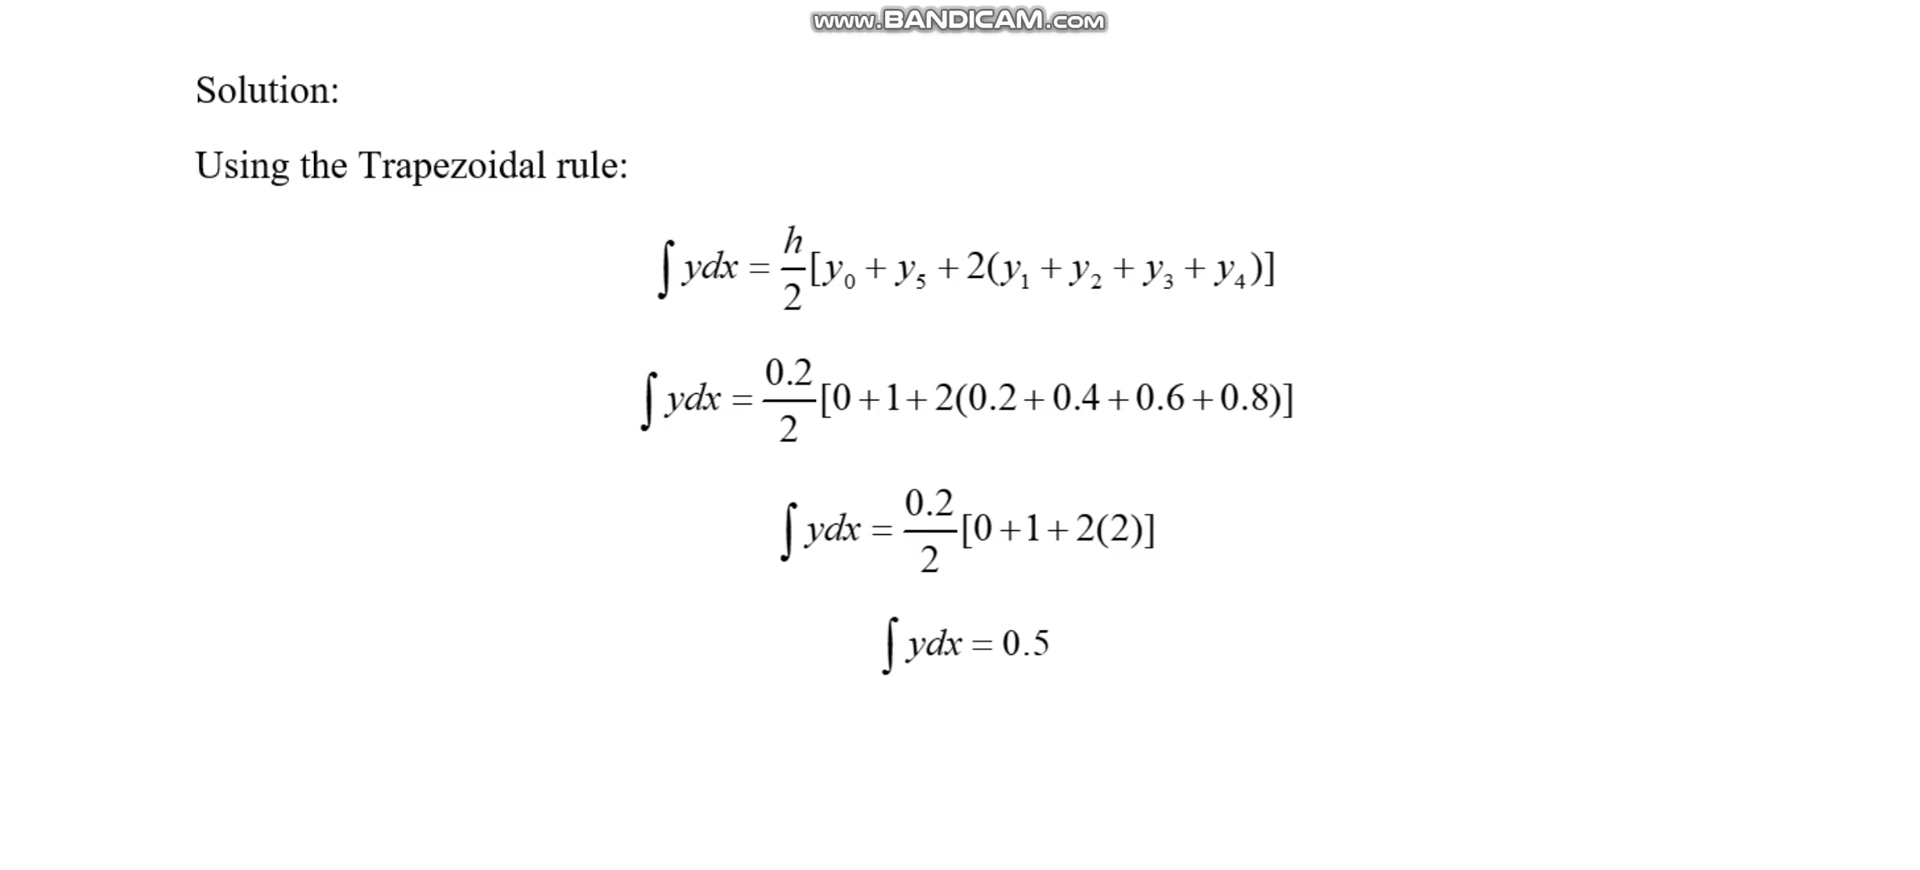 www.BANDICAM.com
Solution:
Using the Trapezoidal rule:
∫ ydx = h/2 [y₀ + y₅ + 2(y₁ + y₂ + y₃ + y₄)]
∫ ydx = 0.2/2 [0 + 1 + 2(0.2 + 0.4 + 0.6 + 0.8)]
∫ ydx = 0.2/2 [0 + 1 + 2(2)]
∫ ydx = 0.5